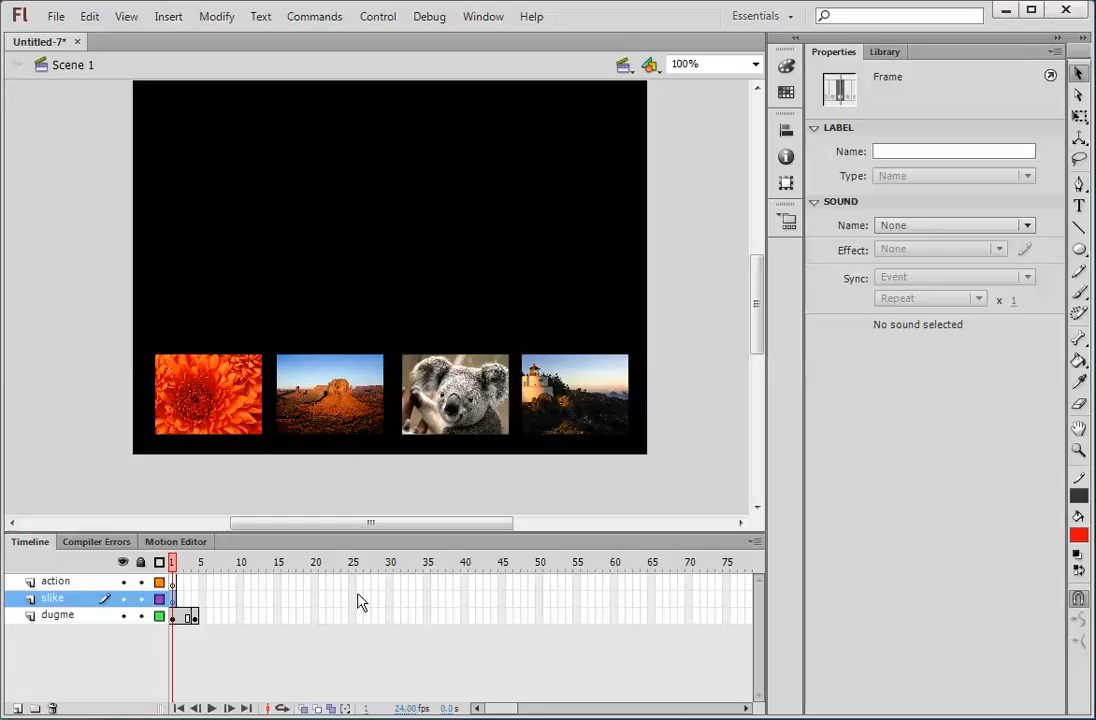 Fl File Edit View Insert Modify Text Commands Control Debug Window Help Essentials
Untitled-7* ×
Scene 1 100%
Properties Library
Frame
LABEL
Name:
Type: Name
SOUND
Name: None
Effect: None
Sync: Event
Repeat x 1
No sound selected
Timeline Compiler Errors Motion Editor
1 5 10 15 20 25 30 35 40 45 50 55 60 65 70 75
action
slike
dugme
1 24.00fps 0.0s